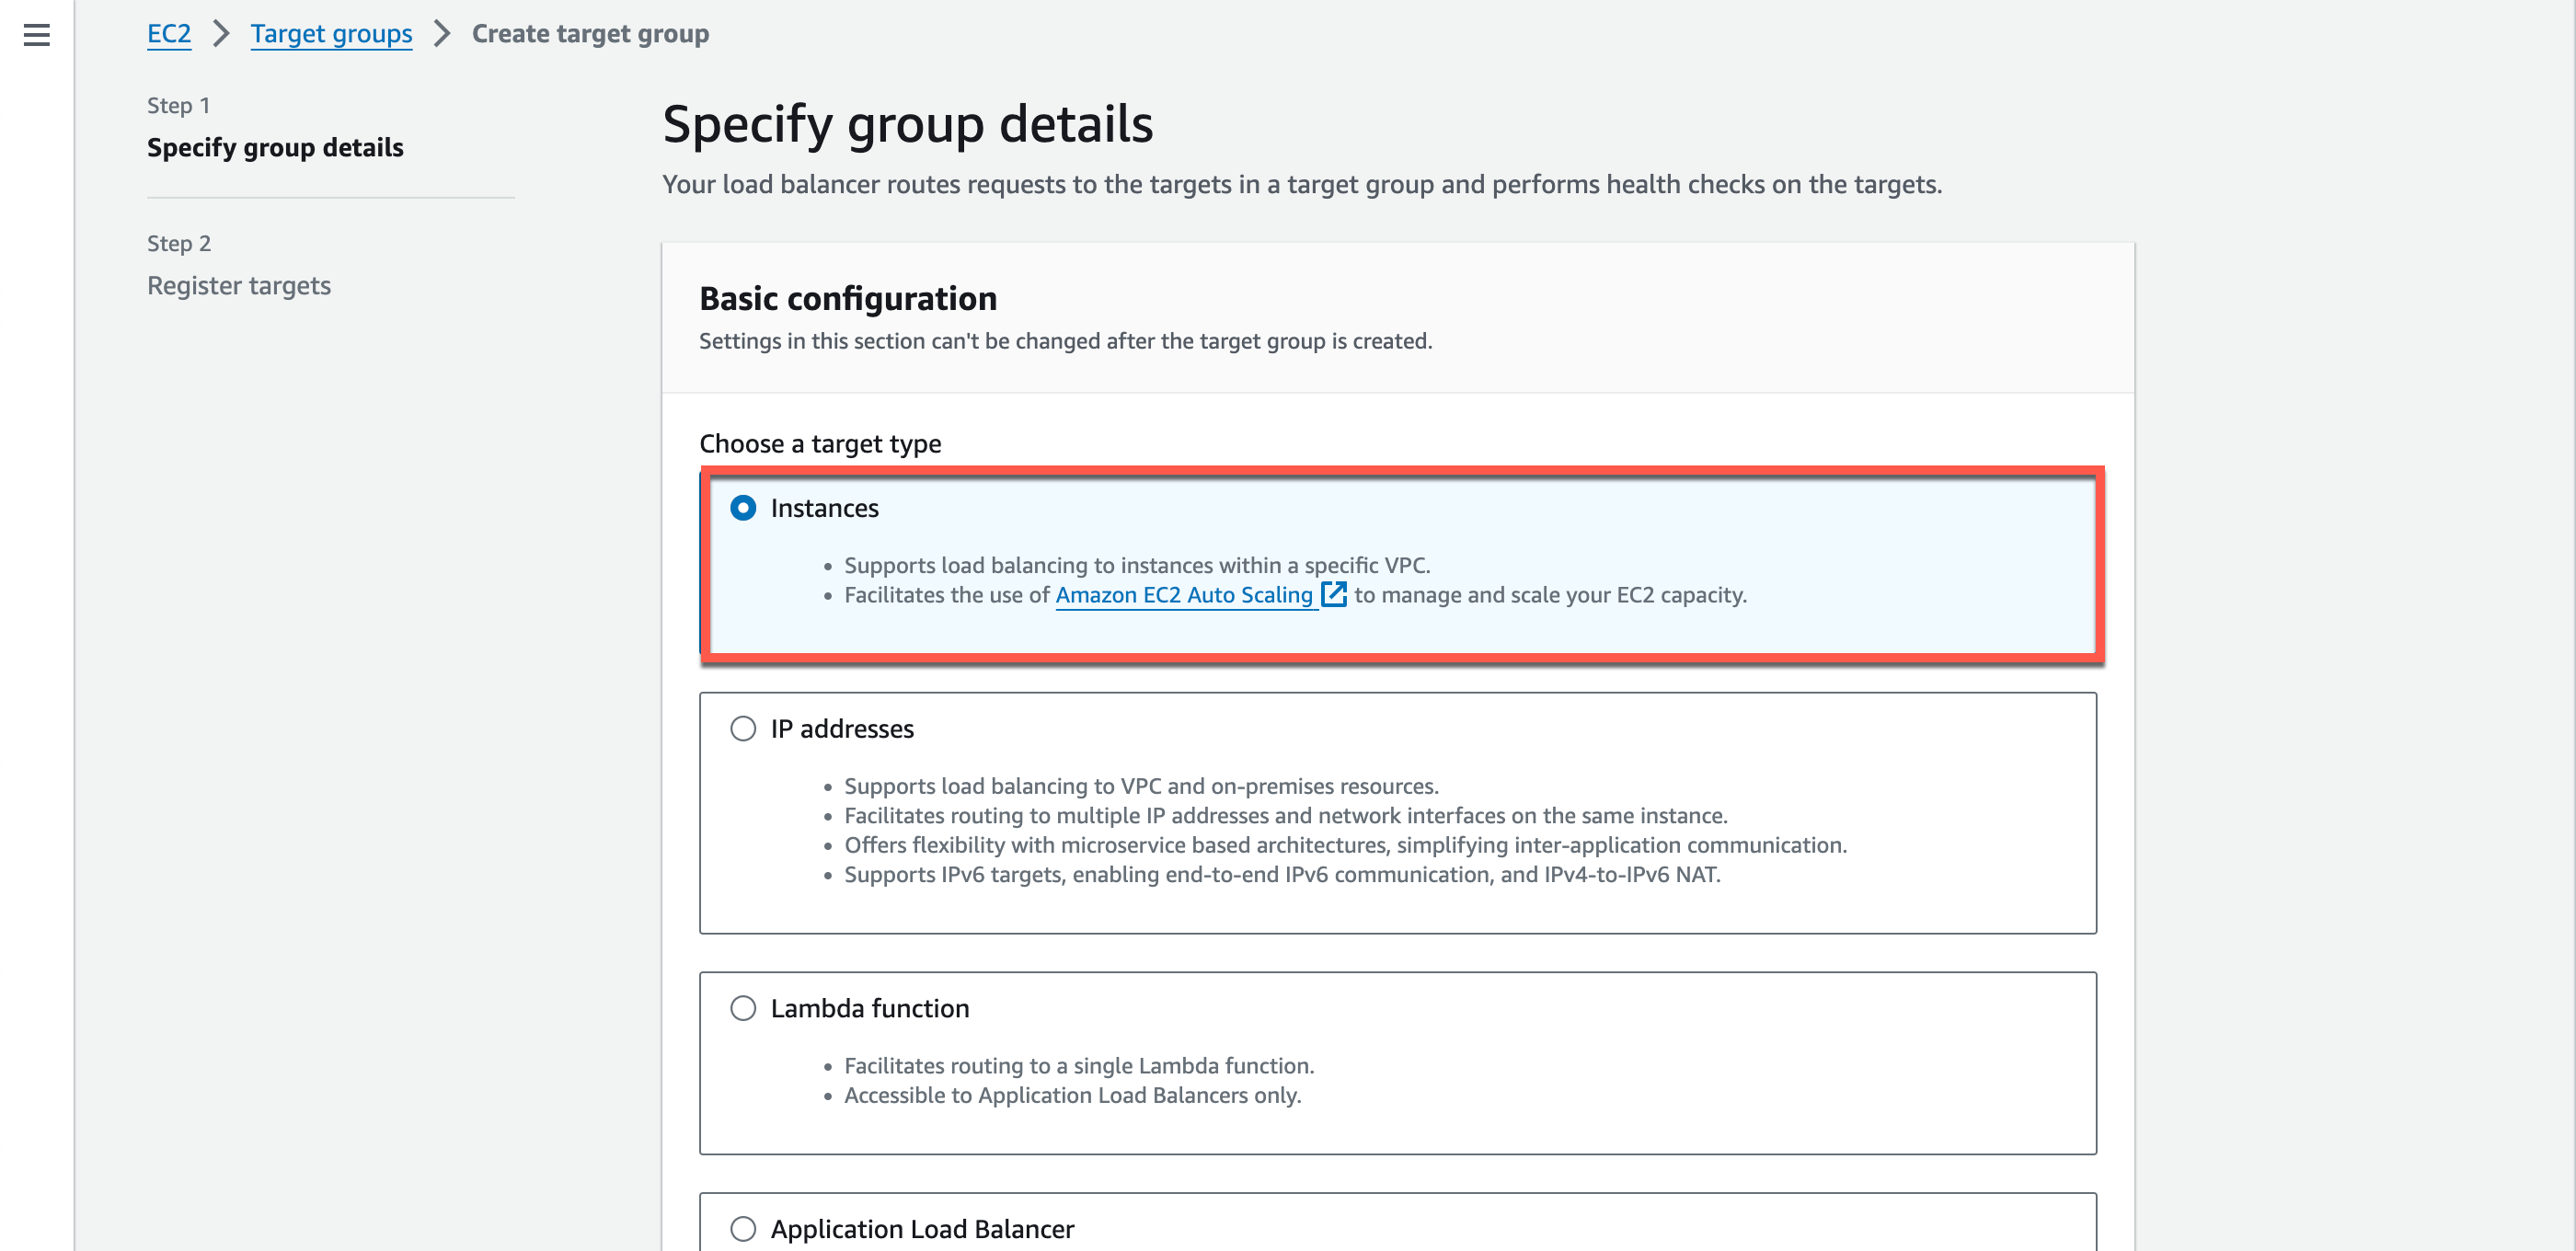 EC2 > Target groups > Create target group
Step 1
Specify group details
Step 2
Register targets
Specify group details
Your load balancer routes requests to the targets in a target group and performs health checks on the targets.
Basic configuration
Settings in this section can't be changed after the target group is created.
Choose a target type
Instances
• Supports load balancing to instances within a specific VPC.
• Facilitates the use of Amazon EC2 Auto Scaling to manage and scale your EC2 capacity.
IP addresses
• Supports load balancing to VPC and on-premises resources.
• Facilitates routing to multiple IP addresses and network interfaces on the same instance.
• Offers flexibility with microservice based architectures, simplifying inter-application communication.
• Supports IPv6 targets, enabling end-to-end IPv6 communication, and IPv4-to-IPv6 NAT.
Lambda function
• Facilitates routing to a single Lambda function.
• Accessible to Application Load Balancers only.
Application Load Balancer